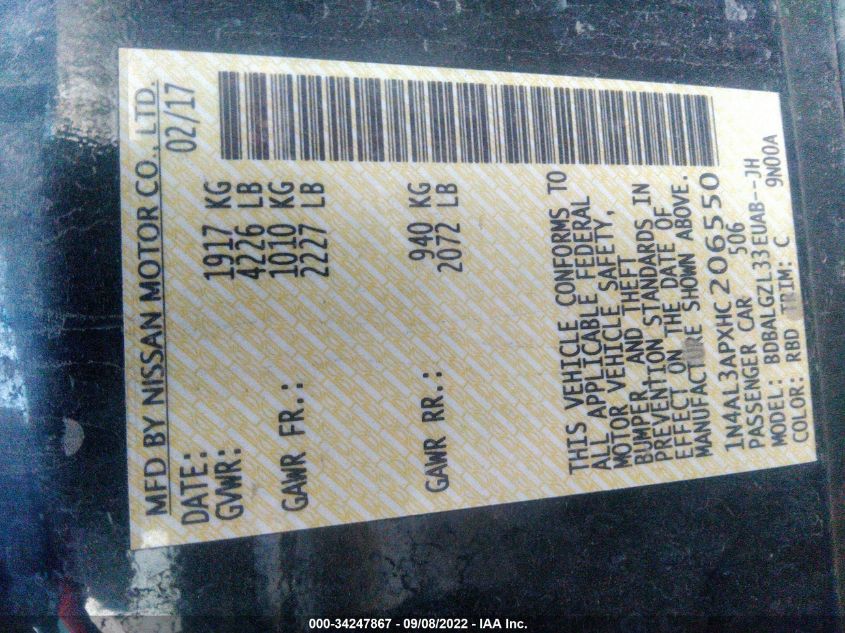 MFD BY NISSAN MOTOR CO., LTD.
DATE: 02/17
GVWR: 1917 KG
4226 LB
GAWR FR.: 1010 KG
2227 LB
GAWR RR.: 940 KG
2072 LB
THIS VEHICLE CONFORMS TO
ALL APPLICABLE FEDERAL
MOTOR VEHICLE SAFETY,
BUMPER, AND THEFT
PREVENTION STANDARDS IN
EFFECT ON THE DATE OF
MANUFACTURE SHOWN ABOVE.
1N4AL3APXHC206550
PASSENGER CAR 506
MODEL: BDBALGZL33EUAB--JH
COLOR: RBD TRIM: C 9N00A
000-34247867 - 09/08/2022 - IAA Inc.